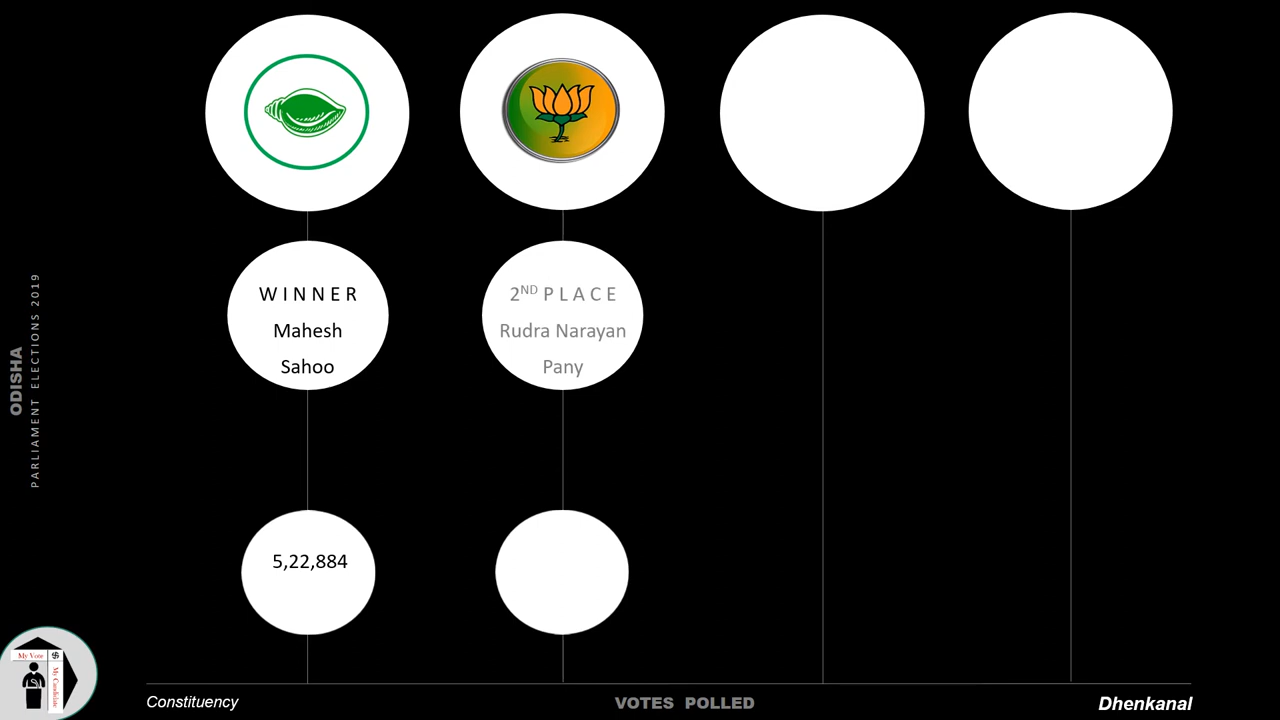 WINNER
Mahesh
Sahoo
2ND PLACE
Rudra Narayan
Pany
5,22,884
ODISHA
PARLIAMENT ELECTIONS 2019
My Vote
My Candidate
Constituency
VOTES POLLED
Dhenkanal